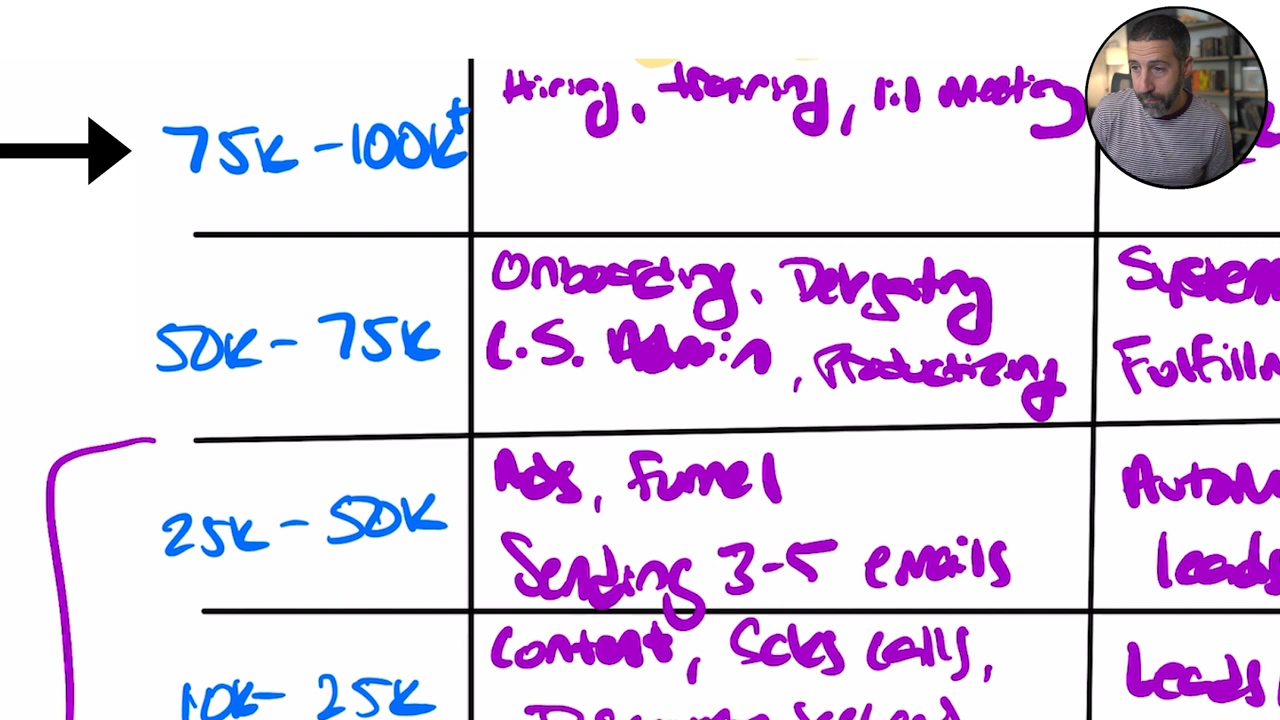 75K - 100K+
Hiring, training, 1:1 Meeting
50K - 75K
Onboarding, Delegating
C.S. Admin, Productizing
System
Fulfillm
25K - 50K
Ads, Funnel
Sending 3-5 emails
Autom
leads
10K - 25K
Content, Sales calls,
Leads,